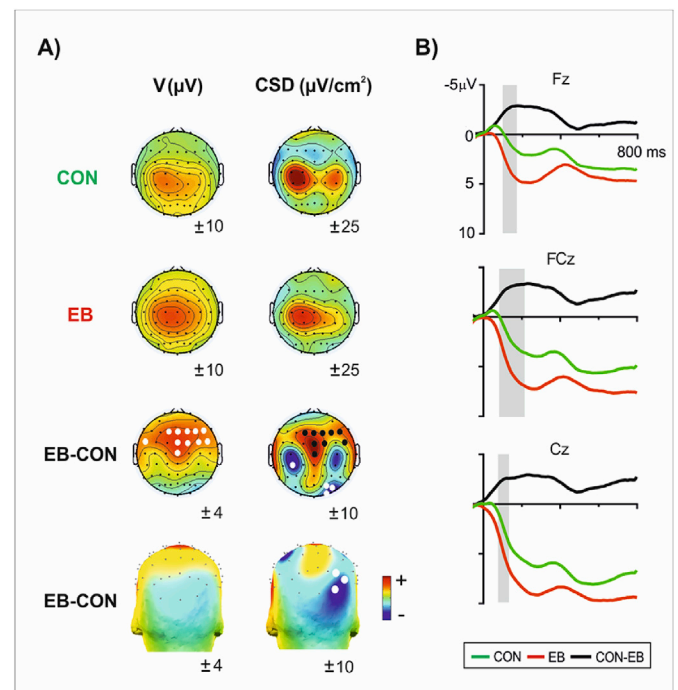 A)
V (μV)
CSD (μV/cm²)
CON
±10
±25
EB
±10
±25
EB-CON
±4
±10
EB-CON
+
-
±4
±10
B)
Fz
-5μV
0
800 ms
5
10
FCz
Cz
CON EB CON-EB